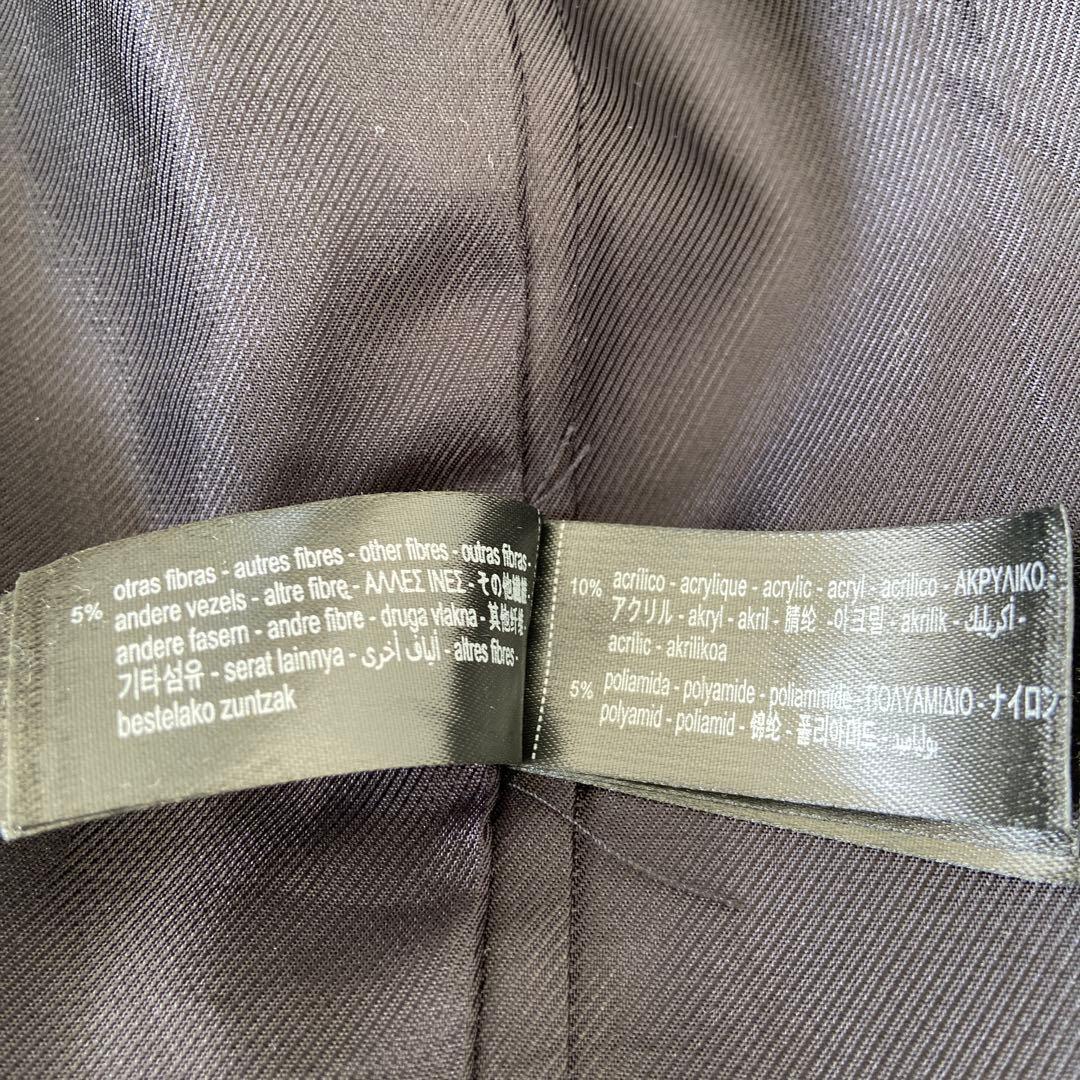 5% otras fibras - autres fibres - other fibres - outras fibras -
andere vezels - altre fibre - ΑΛΛΕΣ ΙΝΕΣ - その他繊維
andere fasern - andre fibre - druga vlakna - 其他纤维
기타섬유 - serat lainnya - ألياف أخرى - altres fibres -
bestelako zuntzak
10% acrílico - acrylique - acrylic - acryl - acrilico - ΑΚΡΥΛΙΚΟ -
アクリル - akryl - akril - 腈纶 - 아크릴 - akrilik - أكريليك -
acrílic - akrilikoa
5% poliamida - polyamide - poliammide - ΠΟΛΥΑΜΙΔΙΟ - ナイロン
polyamid - poliamid - 锦纶 - 폴리아미드 - بولياميد